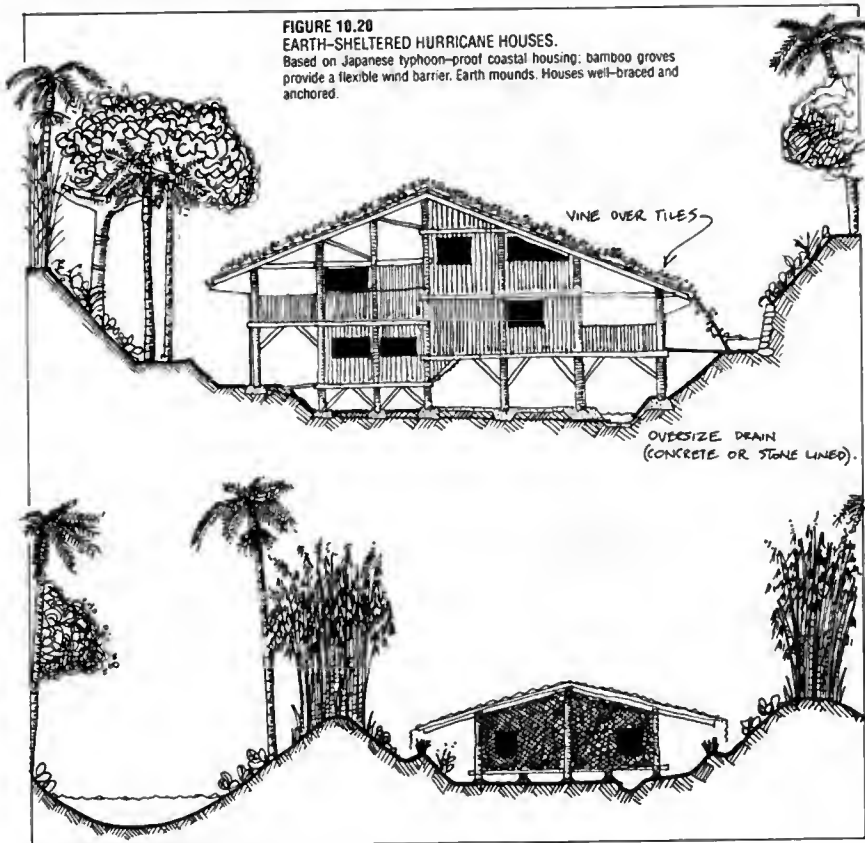 FIGURE 10.20
EARTH-SHELTERED HURRICANE HOUSES.
Based on Japanese typhoon-proof coastal housing; bamboo groves
provide a flexible wind barrier. Earth mounds. Houses well-braced and
anchored.
VINE OVER TILES
OVERSIZE DRAIN
(CONCRETE OR STONE LINED).